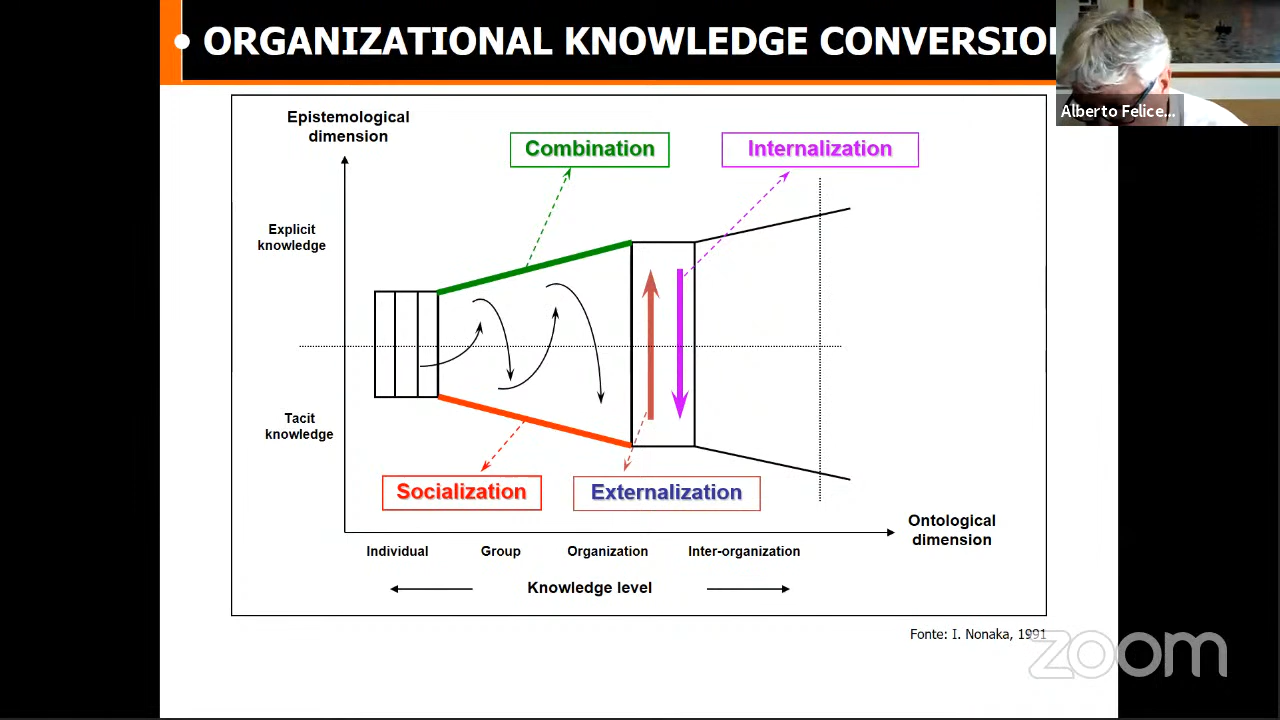 ORGANIZATIONAL KNOWLEDGE CONVERSIO
Alberto Felice...
Epistemological
dimension
Combination
Internalization
Explicit
knowledge
Tacit
knowledge
Socialization
Externalization
Ontological
dimension
Individual
Group
Organization
Inter-organization
Knowledge level
Fonte: I. Nonaka, 1991
zoom